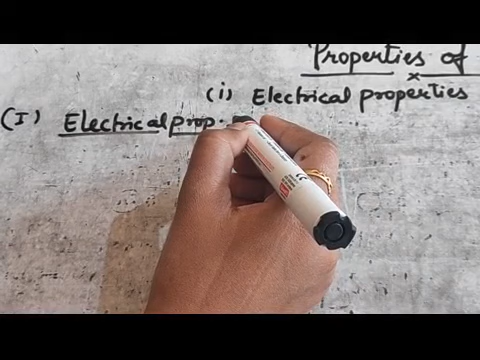 Properties of
(i) Electrical properties
(I) Electrical prop.